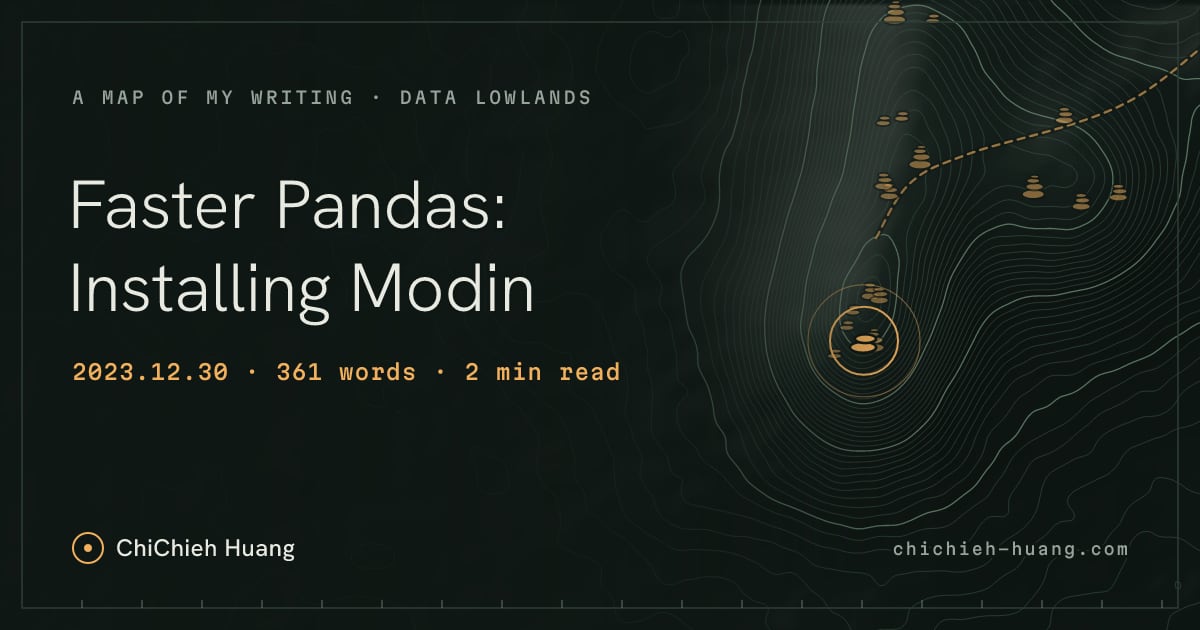 A MAP OF MY WRITING · DATA LOWLANDS
Faster Pandas:
Installing Modin
2023.12.30 · 361 words · 2 min read
ChiChieh Huang
chichieh-huang.com